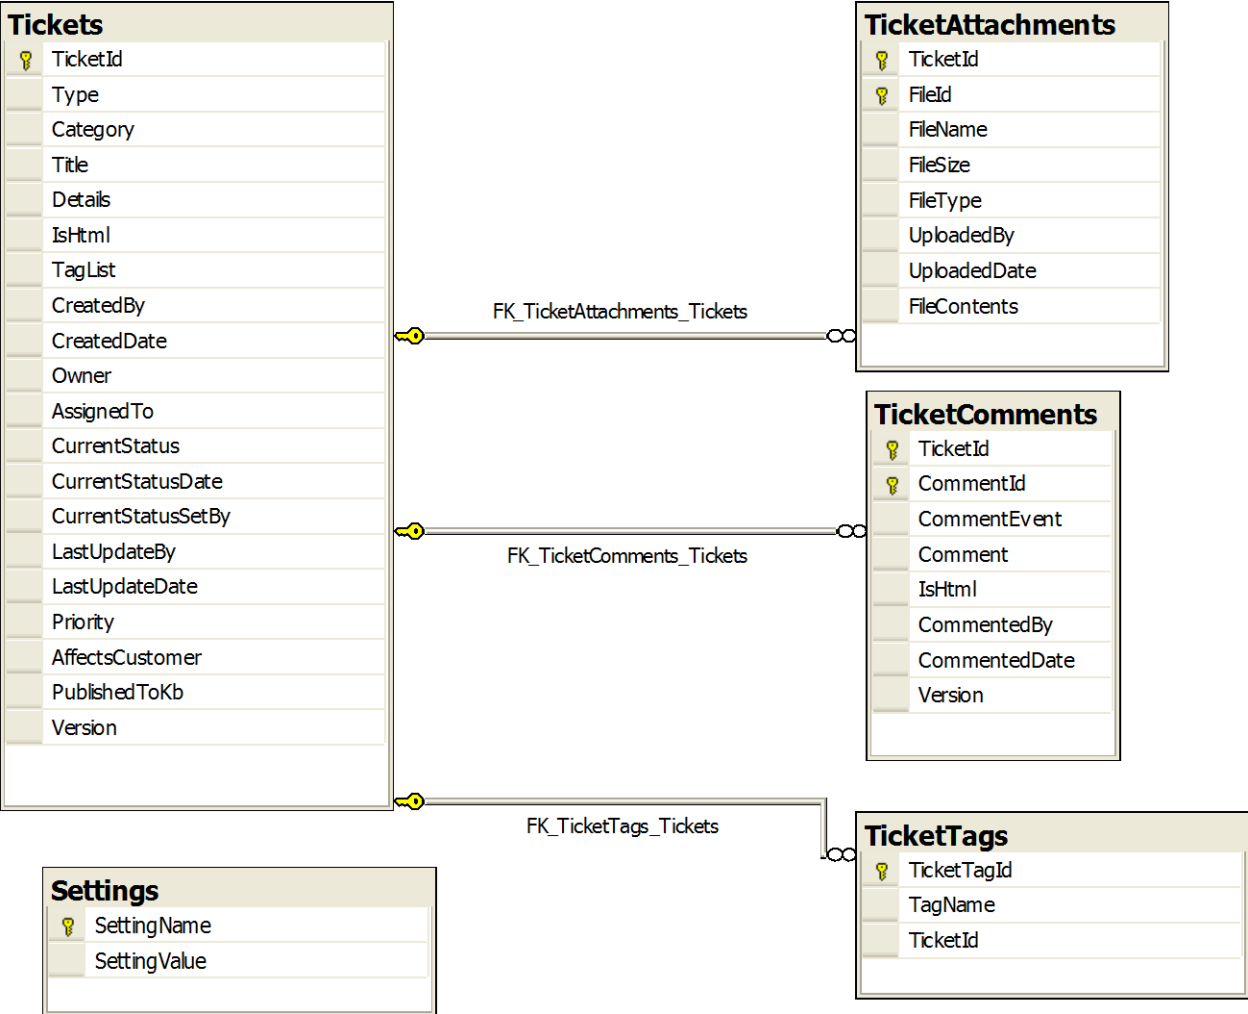 Tickets
TicketId
Type
Category
Title
Details
IsHtml
TagList
CreatedBy
CreatedDate
Owner
AssignedTo
CurrentStatus
CurrentStatusDate
CurrentStatusSetBy
LastUpdateBy
LastUpdateDate
Priority
AffectsCustomer
PublishedToKb
Version
FK_TicketAttachments_Tickets
FK_TicketComments_Tickets
FK_TicketTags_Tickets
TicketAttachments
TicketId
FileId
FileName
FileSize
FileType
UploadedBy
UploadedDate
FileContents
TicketComments
TicketId
CommentId
CommentEvent
Comment
IsHtml
CommentedBy
CommentedDate
Version
TicketTags
TicketTagId
TagName
TicketId
Settings
SettingName
SettingValue